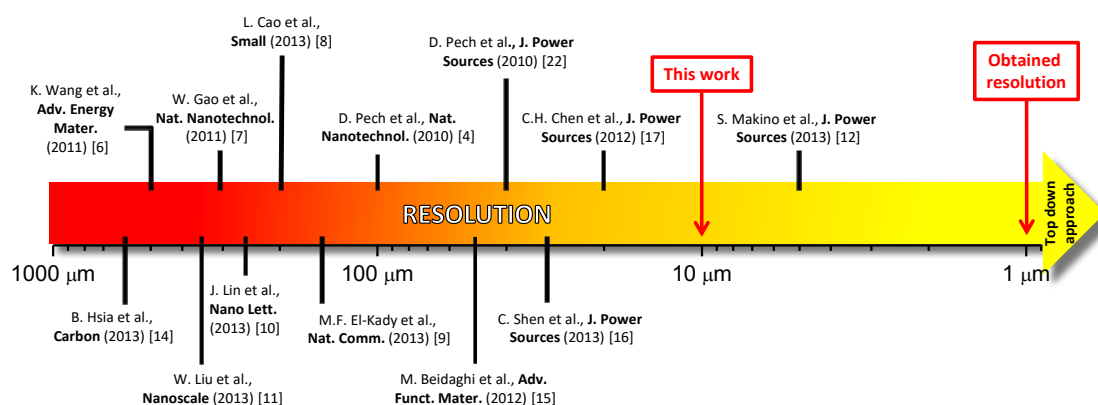 L. Cao et al.,
Small (2013) [8]
D. Pech et al., J. Power
Sources (2010) [22]
This work
Obtained
resolution
K. Wang et al.,
Adv. Energy
Mater.
(2011) [6]
W. Gao et al.,
Nat. Nanotechnol.
(2011) [7]
D. Pech et al., Nat.
Nanotechnol. (2010) [4]
C.H. Chen et al., J. Power
Sources (2012) [17]
S. Makino et al., J. Power
Sources (2013) [12]
RESOLUTION
Top down
approach
1000 μm
100 μm
10 μm
1 μm
B. Hsia et al.,
Carbon (2013) [14]
J. Lin et al.,
Nano Lett.
(2013) [10]
M.F. El-Kady et al.,
Nat. Comm. (2013) [9]
C. Shen et al., J. Power
Sources (2013) [16]
W. Liu et al.,
Nanoscale (2013) [11]
M. Beidaghi et al., Adv.
Funct. Mater. (2012) [15]